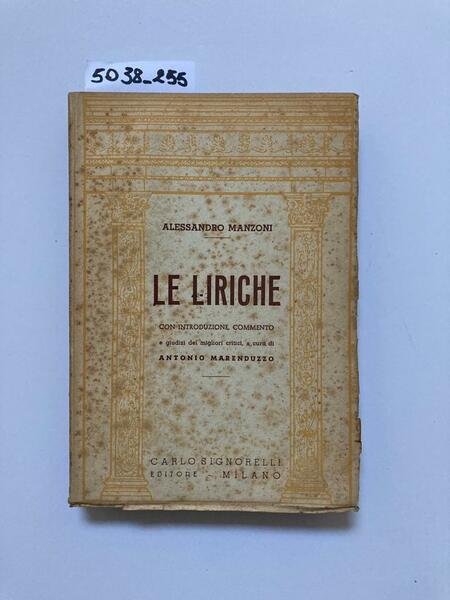 5038_255
ALESSANDRO MANZONI
LE LIRICHE
CON INTRODUZIONE, COMMENTO
e giudizi dei migliori critici, a cura di
ANTONIO MARENDUZZO
CARLO SIGNORELLI
EDITORE - MILANO